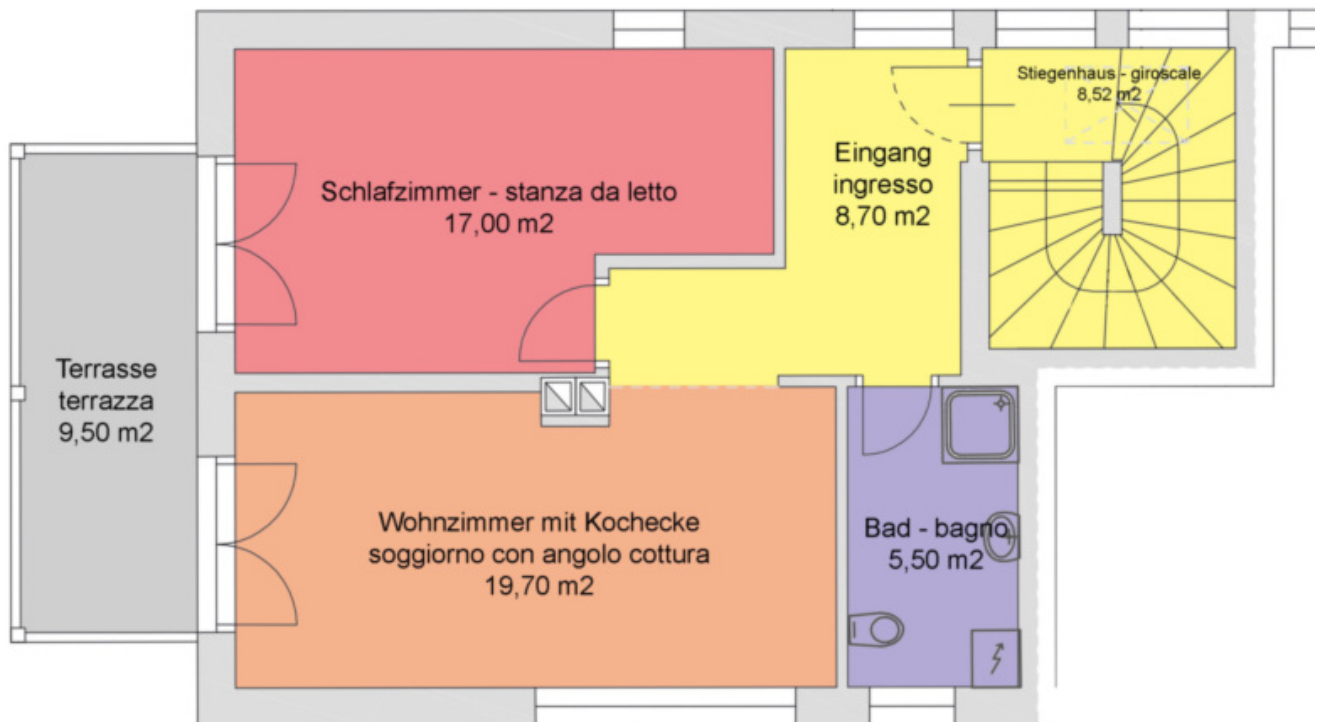 Stiegenhaus - giroscale
8,52 m2
Eingang
ingresso
8,70 m2
Schlafzimmer - stanza da letto
17,00 m2
Terrasse
terrazza
9,50 m2
Wohnzimmer mit Kochecke
soggiorno con angolo cottura
19,70 m2
Bad - bagno
5,50 m2